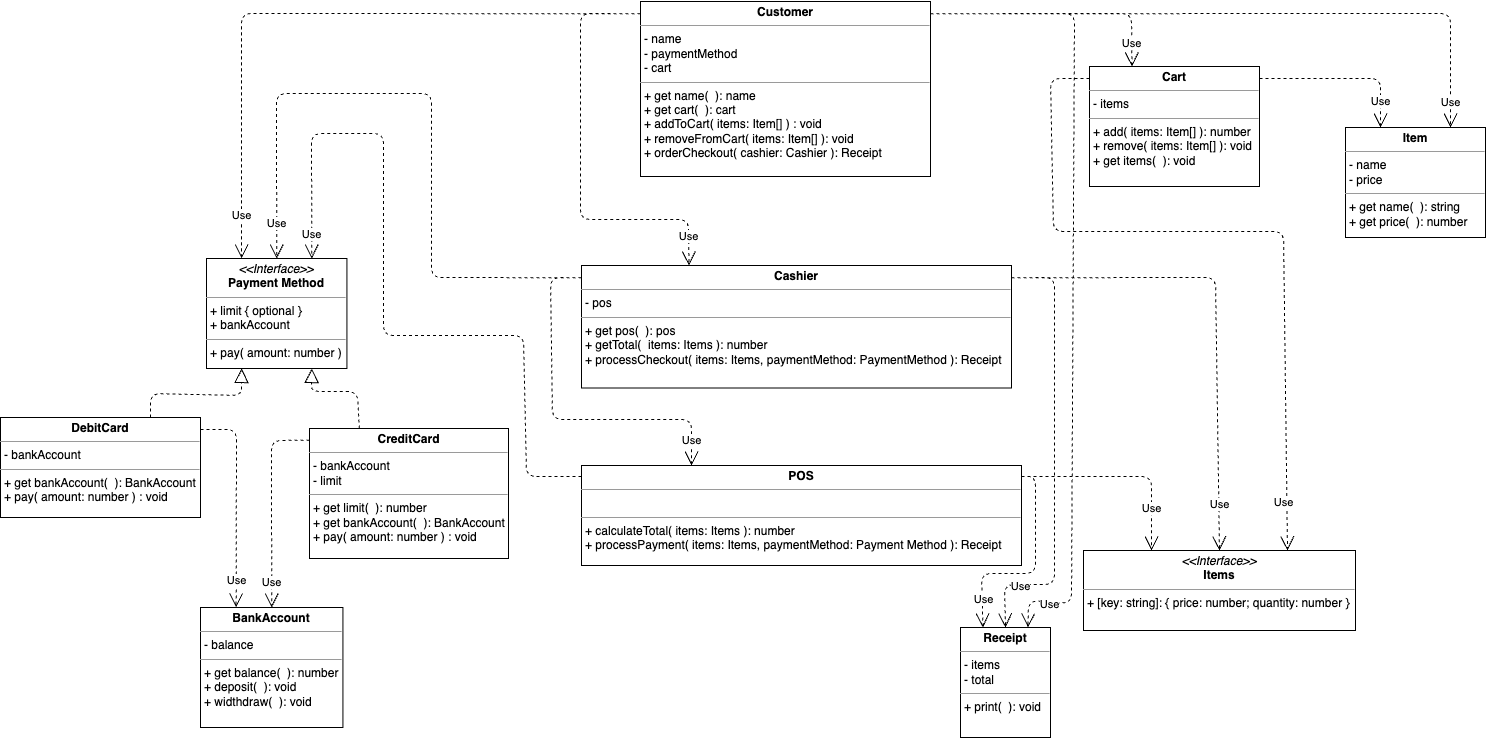 Customer
- name
- paymentMethod
- cart
+ get name(  ): name
+ get cart(  ): cart
+ addToCart( items: Item[] ) : void
+ removeFromCart( items: Item[] ): void
+ orderCheckout( cashier: Cashier ): Receipt
Use
Cart
- items
+ add( items: Item[] ): number
+ remove( items: Item[] ): void
+ get items(  ): void
Use
Use
Item
- name
- price
+ get name(  ): string
+ get price(  ): number
Use
Use
Use
<<Interface>>
Payment Method
+ limit { optional }
+ bankAccount
+ pay( amount: number )
Use
Cashier
- pos
+ get pos(  ): pos
+ getTotal(  items: Items ): number
+ processCheckout( items: Items, paymentMethod: PaymentMethod ): Receipt
DebitCard
- bankAccount
+ get bankAccount(  ): BankAccount
+ pay( amount: number ) : void
CreditCard
- bankAccount
- limit
+ get limit(  ): number
+ get bankAccount(  ): BankAccount
+ pay( amount: number ) : void
Use
POS
+ calculateTotal( items: Items ): number
+ processPayment( items: Items, paymentMethod: Payment Method ): Receipt
Use
Use
Use
<<Interface>>
Items
+ [key: string]: { price: number; quantity: number }
Use
Use
BankAccount
- balance
+ get balance(  ): number
+ deposit(  ): void
+ widthdraw(  ): void
Use
Use
Use
Receipt
- items
- total
+ print(  ): void